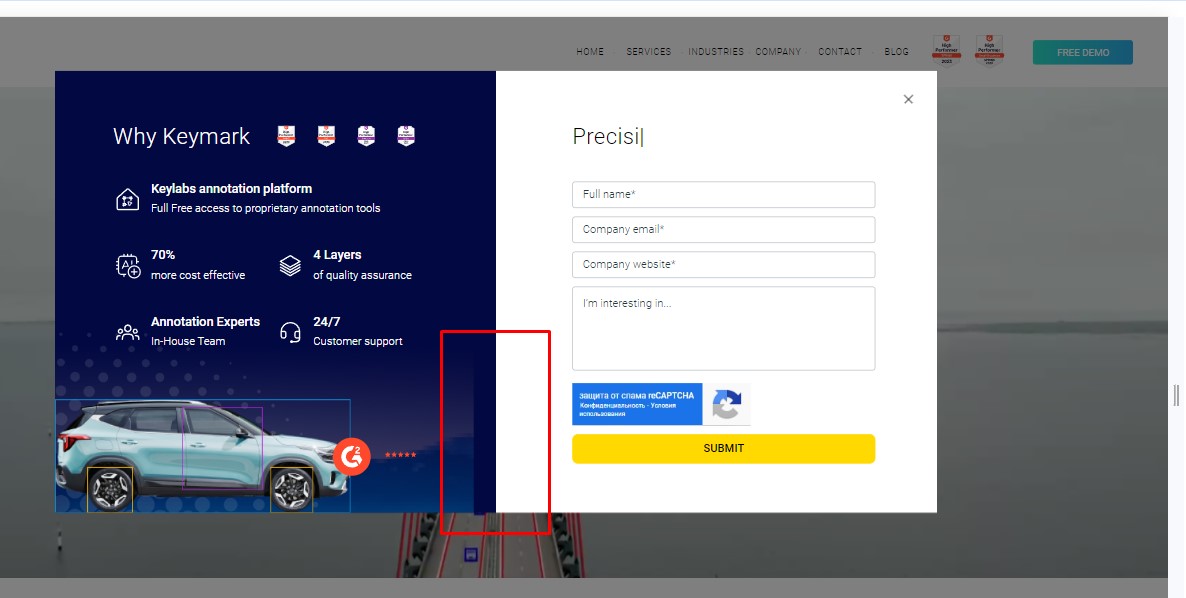 HOME SERVICES INDUSTRIES COMPANY CONTACT BLOG
FREE DEMO
Why Keymark
Keylabs annotation platform
Full Free access to proprietary annotation tools
70%
more cost effective
4 Layers
of quality assurance
Annotation Experts
In-House Team
24/7
Customer support
Precisi
Full name*
Company email*
Company website*
I'm interesting in...
защита от спама reCAPTCHA
Конфиденциальность - Условия
использования
SUBMIT